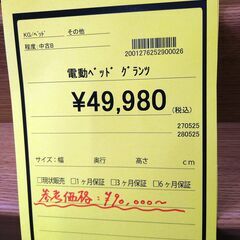 KG/ベッド その他
程度:中古B
2001276252900026
電動ベッド グランツ
¥49,980(税込)
270525
280525
サイズ:幅 奥行 高さ cm
□現状販売 □1ヶ月保証 □3ヶ月保証 □6ヶ月保証
参考価格:¥90,000〜